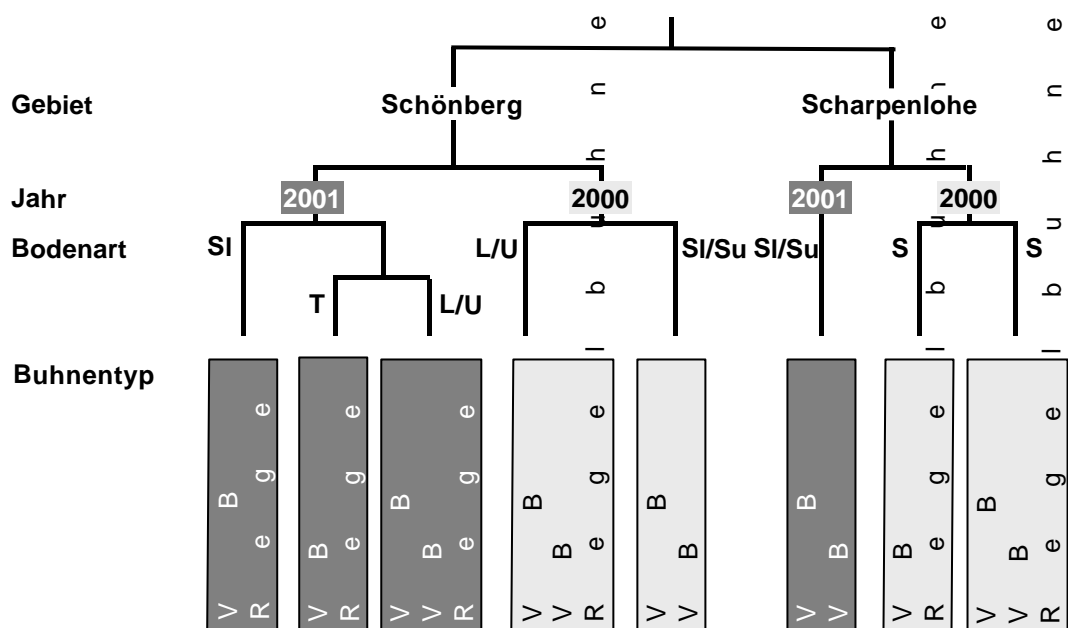 Gebiet Schönberg Scharpenlohe
Jahr 2001 2000 2001 2000
Bodenart Sl L/U Sl/Su Sl/Su S S
T L/U
Buhnentyp
V B
R e g e
V B
R e g e
V B
V B
R e g e
V B
V B
R e g e l b u h n e
V B
V B
V B
V B
V B
R e g e l b u h n e
V B
V B
R e g e l b u h n e